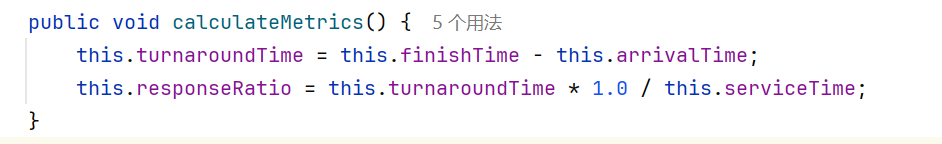 public void calculateMetrics() {  5 个用法
    this.turnaroundTime = this.finishTime - this.arrivalTime;
    this.responseRatio = this.turnaroundTime * 1.0 / this.serviceTime;
}